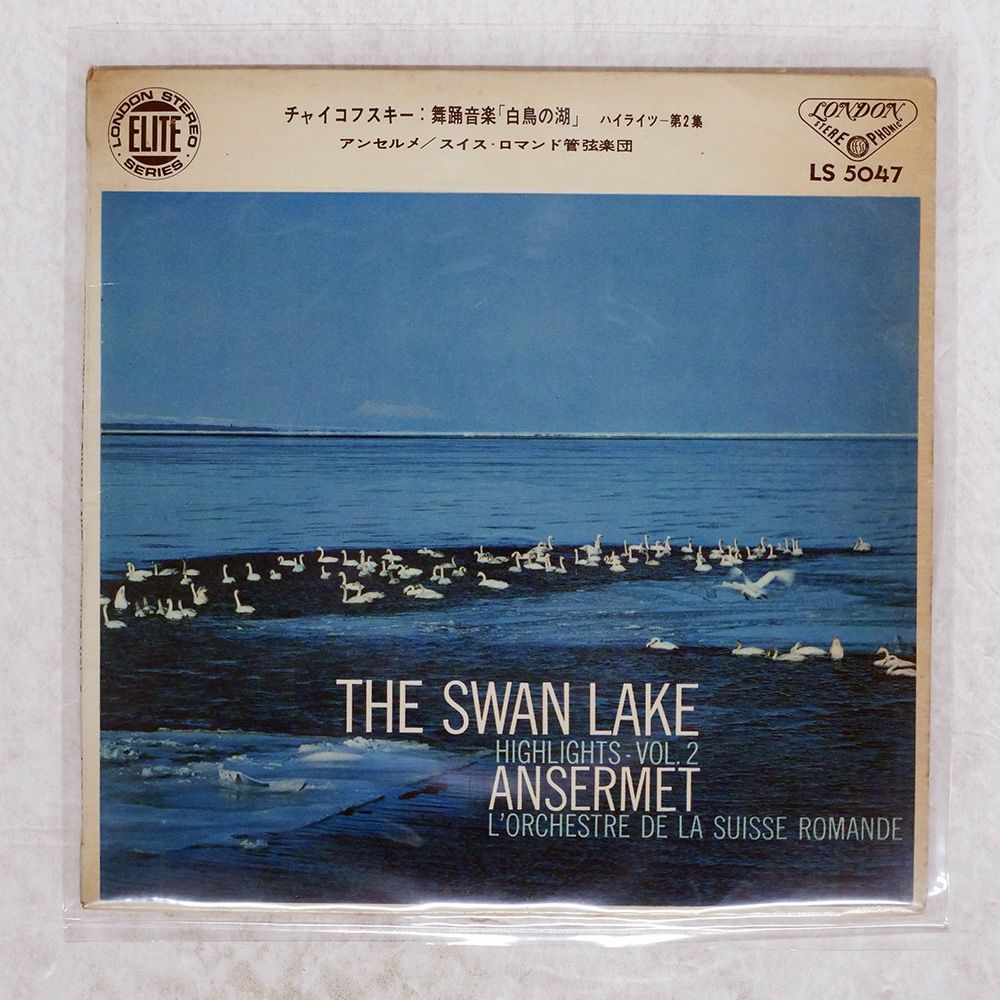 LONDON STEREO
ELITE
SERIES
チャイコフスキー：舞踊音楽「白鳥の湖」 ハイライツー第2集
アンセルメ／スイス・ロマンド管弦楽団
LONDON
STEREOPHONIC
LS 5047
THE SWAN LAKE
HIGHLIGHTS-VOL.2
ANSERMET
L'ORCHESTRE DE LA SUISSE ROMANDE